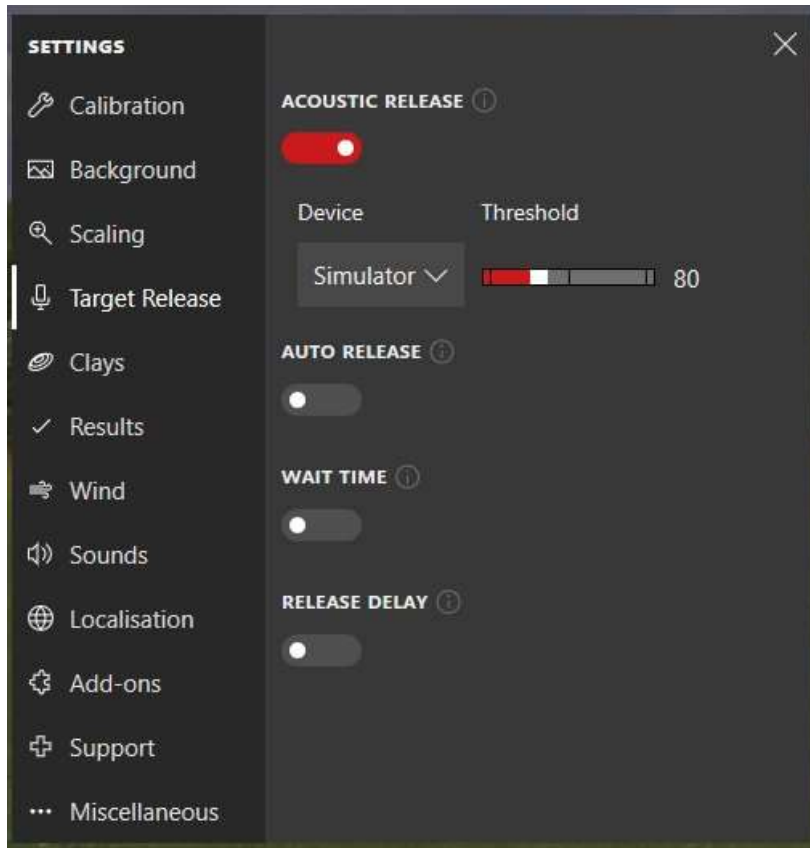 SETTINGS
Calibration
Background
Scaling
Target Release
Clays
Results
Wind
Sounds
Localisation
Add-ons
Support
Miscellaneous
ACOUSTIC RELEASE
Device Threshold
Simulator 80
AUTO RELEASE
WAIT TIME
RELEASE DELAY